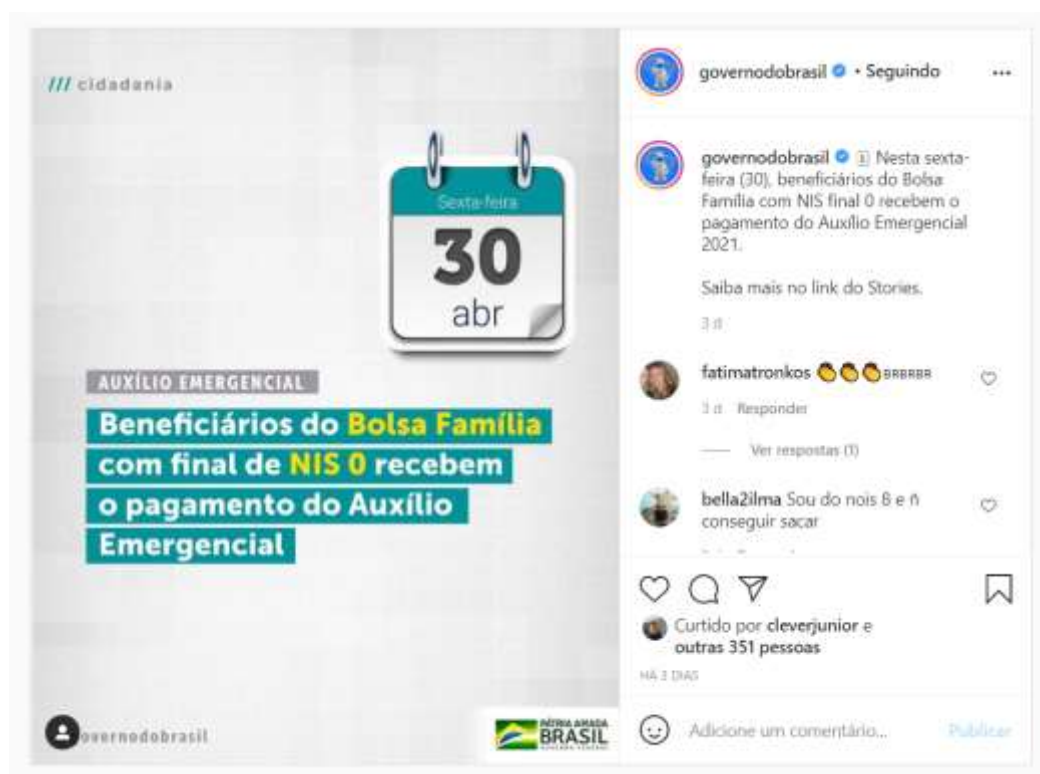 /// cidadania
Sexta-feira
30
abr
AUXÍLIO EMERGENCIAL
Beneficiários do Bolsa Família
com final de NIS 0 recebem
o pagamento do Auxílio
Emergencial
overnodobrasil
PÁTRIA AMADA
BRASIL
GOVERNO FEDERAL
governodobrasil • Seguindo
governodobrasil Nesta sexta-
feira (30), beneficiários do Bolsa
Família com NIS final 0 recebem o
pagamento do Auxílio Emergencial
2021.
Saiba mais no link do Stories.
3 d
fatimatronkos 👏👏👏BRBRBR
3 d Responder
Ver respostas (1)
bella2ilma Sou do nois 8 e ñ
conseguir sacar
Curtido por cleverjunior e
outras 351 pessoas
HÁ 3 DIAS
Adicione um comentário... Publicar